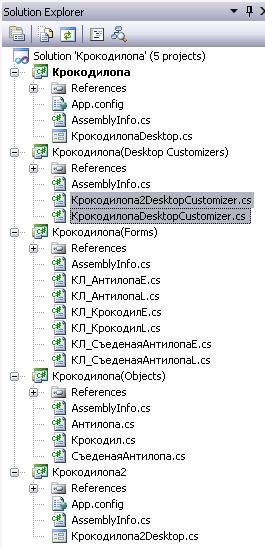 Solution Explorer
Solution 'Крокодилопа' (5 projects)
Крокодилопа
References
App.config
AssemblyInfo.cs
КрокодилопаDesktop.cs
Крокодилопа(Desktop Customizers)
References
AssemblyInfo.cs
Крокодилопа2DesktopCustomizer.cs
КрокодилопаDesktopCustomizer.cs
Крокодилопа(Forms)
References
AssemblyInfo.cs
КЛ_АнтилопаE.cs
КЛ_АнтилопаL.cs
КЛ_КрокодилE.cs
КЛ_КрокодилL.cs
КЛ_СъеденаяАнтилопаE.cs
КЛ_СъеденаяАнтилопаL.cs
Крокодилопа(Objects)
References
AssemblyInfo.cs
Антилопа.cs
Крокодил.cs
СъеденаяАнтилопа.cs
Крокодилопа2
References
App.config
AssemblyInfo.cs
Крокодилопа2Desktop.cs